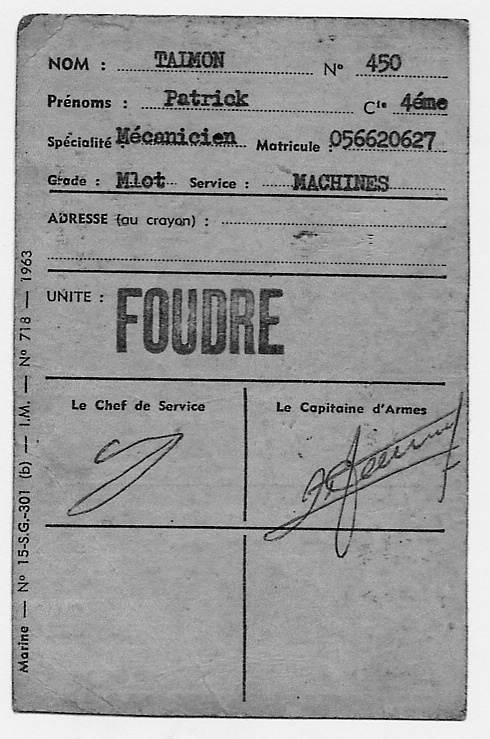 NOM : TAIMON N° 450
Prénoms : Patrick Cie 4éme
Spécialité Mécanicien Matricule 056620627
Grade : Mlot Service : MACHINES
ADRESSE (au crayon) :
UNITE : FOUDRE
Le Chef de Service
Le Capitaine d'Armes
Marine — N° 15-S.G.-301 (b) — I.M. — N° 718 — 1963